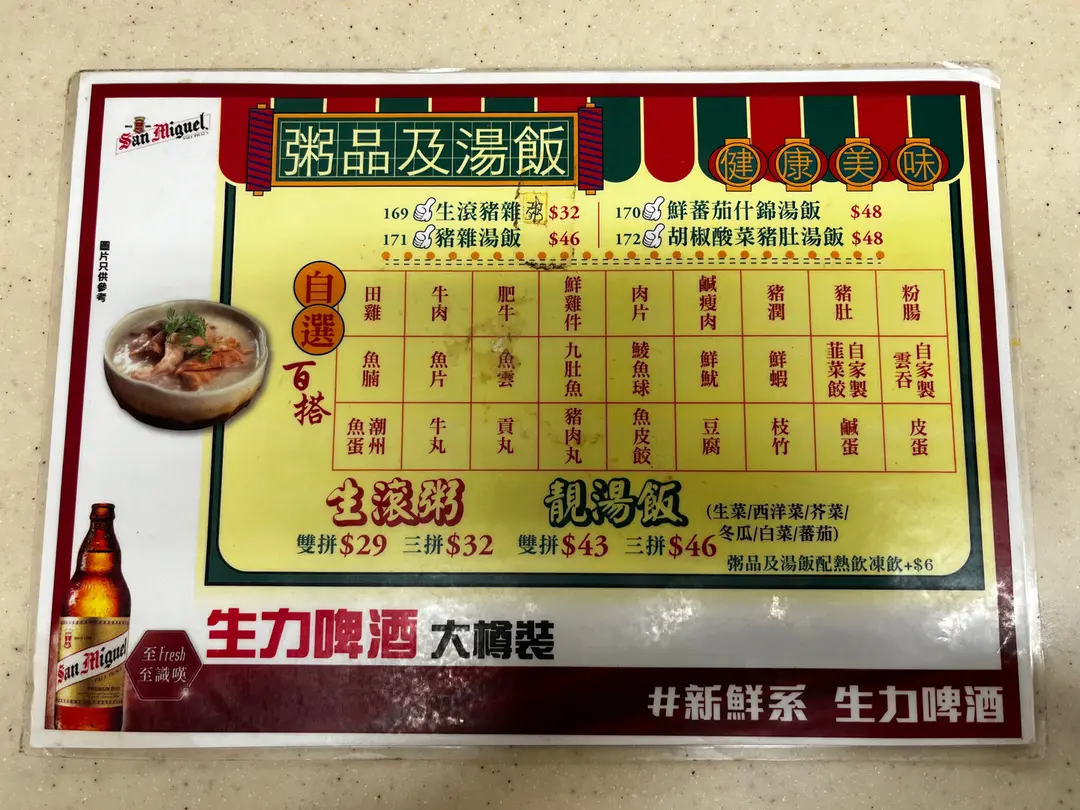 San Miguel
PALE PILSEN
粥品及湯飯
健康美味
圖片只供參考
169 生滾豬雜粥 $32
170 鮮蕃茄什錦湯飯 $48
171 豬雜湯飯 $46
172 胡椒酸菜豬肚湯飯 $48
自選百搭
田雞 牛肉 肥牛 鮮雞件 肉片 鹹瘦肉 豬潤 豬肚 粉腸
魚腩 魚片 魚雲 九肚魚 鯪魚球 鮮魷 鮮蝦 自家製韮菜餃 自家製雲吞
潮州魚蛋 牛丸 貢丸 豬肉丸 魚皮餃 豆腐 枝竹 鹹蛋 皮蛋
生滾粥 靚湯飯 (生菜/西洋菜/芥菜/
冬瓜/白菜/蕃茄)
雙拼$29 三拼$32 雙拼$43 三拼$46
粥品及湯飯配熱飲凍飲+$6
生力啤酒 大樽裝
San Miguel
至Fresh
至識嘆
#新鮮系 生力啤酒